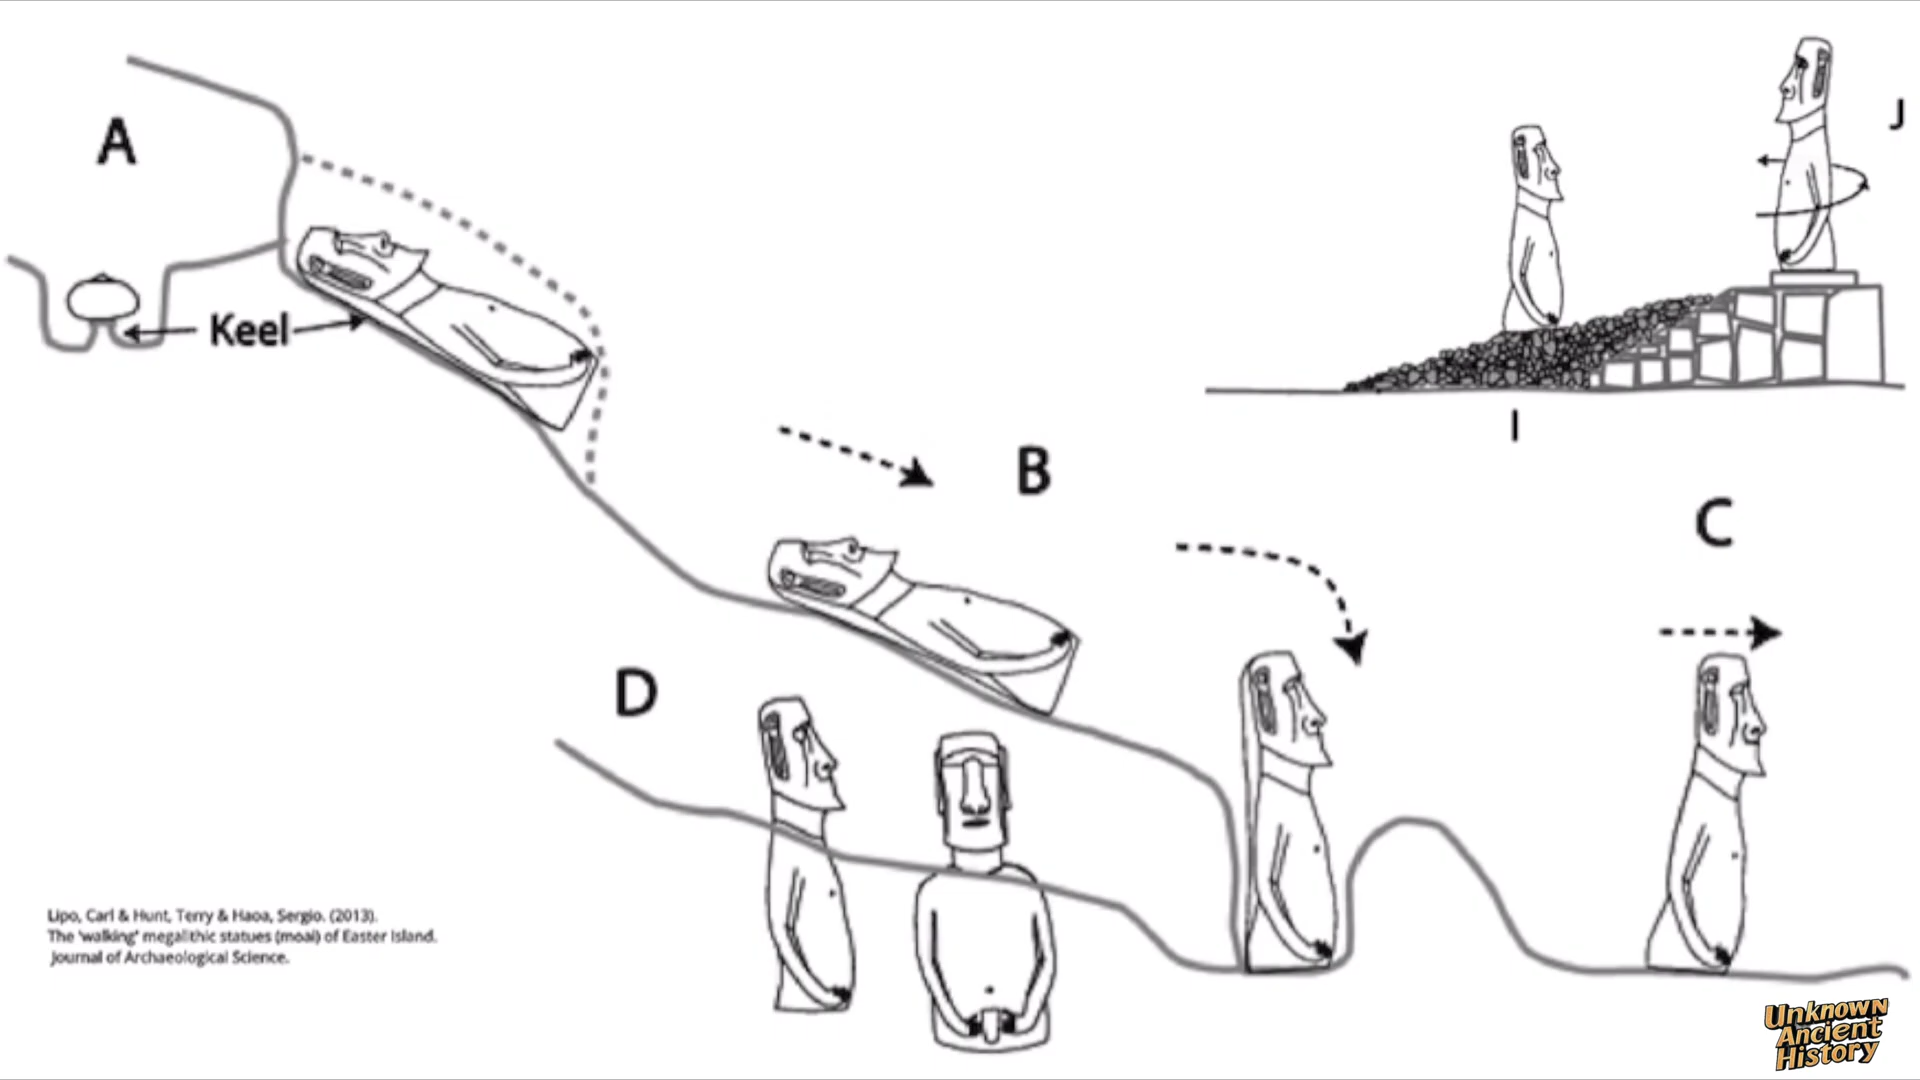 A
J
Keel
I
B
C
D
Lipo, Carl & Hunt, Terry & Haoa, Sergio. (2013).
The 'walking' megalithic statues (moai) of Easter Island.
Journal of Archaeological Science.
Unknown
Ancient
History